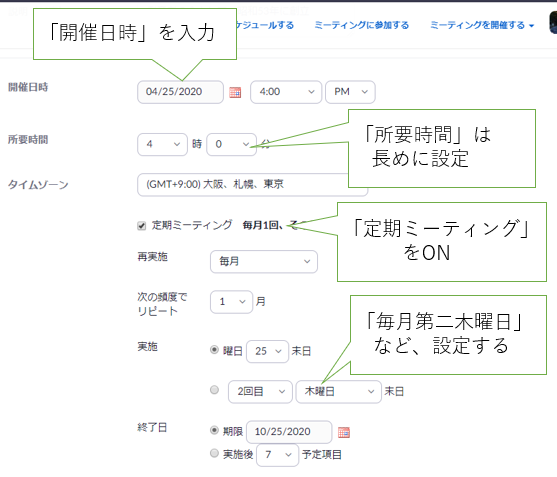 「開催日時」を入力
ケジュールする ミーティングに参加する ミーティングを開催する
開催日時 04/25/2020 4:00 PM
所要時間 4 時 0 分
「所要時間」は
長めに設定
タイムゾーン (GMT+9:00) 大阪、札幌、東京
定期ミーティング 毎月1回、そ
「定期ミーティング」
をON
再実施 毎月
次の頻度で
リピート 1 月
「毎月第二木曜日」
など、設定する
実施 曜日 25 末日
2回目 木曜日 末日
終了日 期限 10/25/2020
実施後 7 予定項目